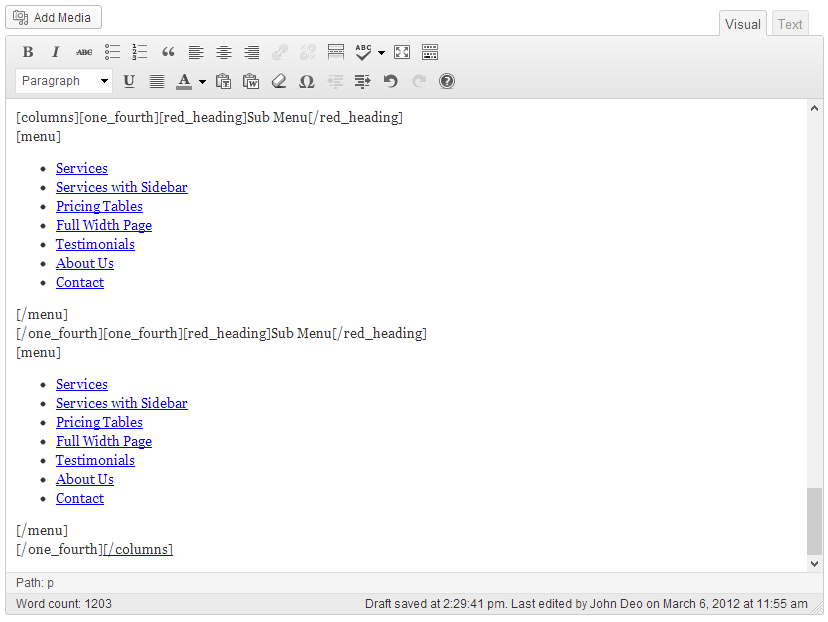 Add Media
Visual Text
B I ABC ABC
Paragraph U A
[columns][one_fourth][red_heading]Sub Menu[/red_heading]
[menu]
Services
Services with Sidebar
Pricing Tables
Full Width Page
Testimonials
About Us
Contact
[/menu]
[/one_fourth][one_fourth][red_heading]Sub Menu[/red_heading]
[menu]
Services
Services with Sidebar
Pricing Tables
Full Width Page
Testimonials
About Us
Contact
[/menu]
[/one_fourth][/columns]
Path: p
Word count: 1203 Draft saved at 2:29:41 pm. Last edited by John Deo on March 6, 2012 at 11:55 am